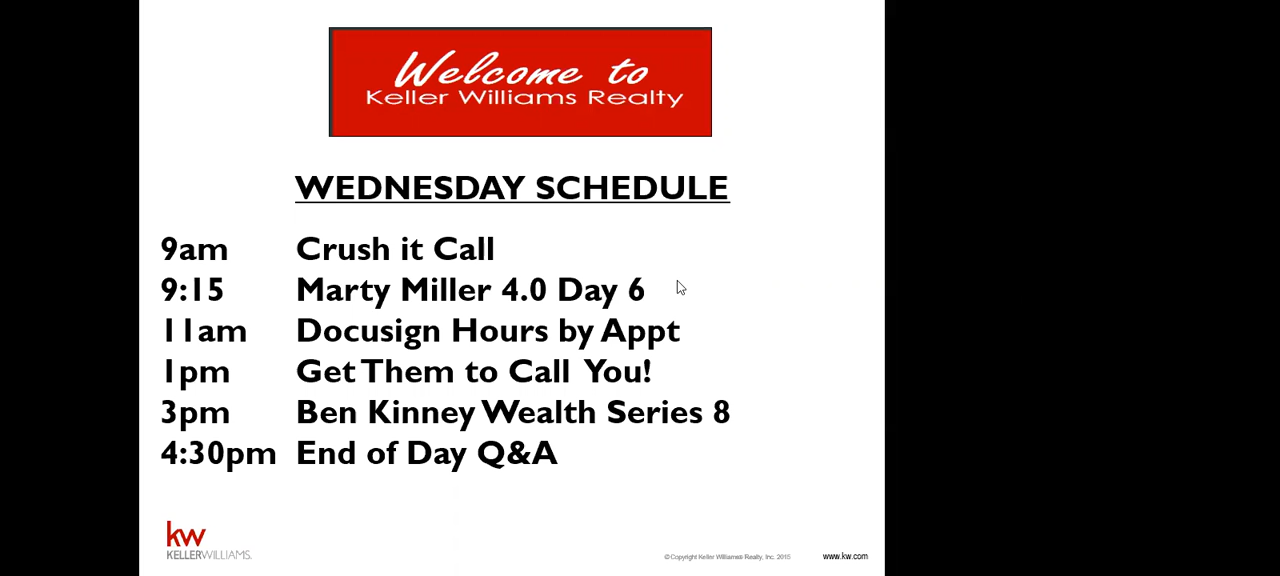 Welcome to
Keller Williams Realty
WEDNESDAY SCHEDULE
9am Crush it Call
9:15 Marty Miller 4.0 Day 6
11am Docusign Hours by Appt
1pm Get Them to Call You!
3pm Ben Kinney Wealth Series 8
4:30pm End of Day Q&A
kw
KELLERWILLIAMS.
© Copyright Keller Williams Realty, Inc. 2015 www.kw.com